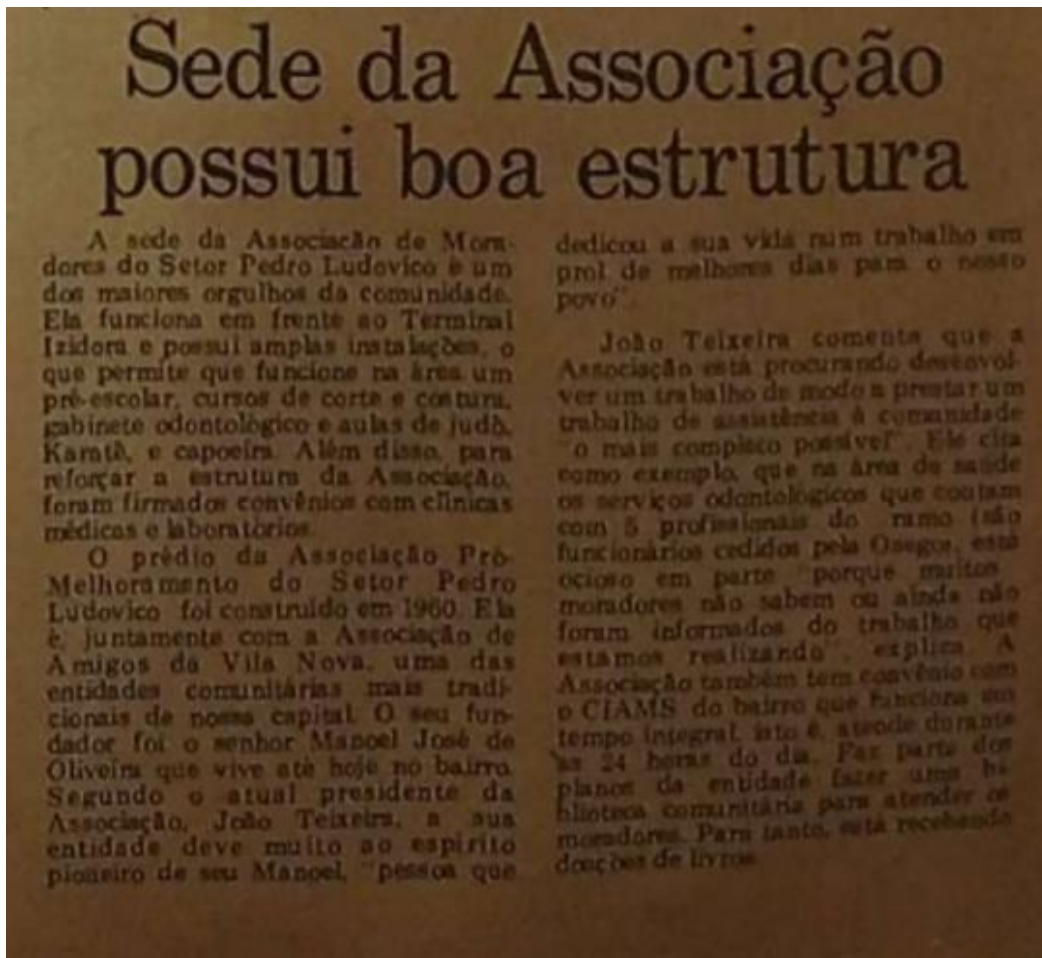 Sede da Associação
possui boa estrutura
A sede da Associação de Mora-
dores do Setor Pedro Ludovico é um
dos maiores orgulhos da comunidade.
Ela funciona em frente ao Terminal
Izidora e possui amplas instalações, o
que permite que funcione na área um
pré-escolar, cursos de corte e costura,
gabinete odontológico e aulas de judô,
Karatê, e capoeira. Além disso, para
reforçar a estrutura da Associação,
foram firmados convênios com clínicas
médicas e laboratórios.
O prédio da Associação Pró-
Melhoramento do Setor Pedro
Ludovico foi construído em 1960. Ela
é, juntamente com a Associação de
Amigos da Vila Nova, uma das
entidades comunitárias mais tradi-
cionais de nossa capital. O seu fun-
dador foi o senhor Manoel José de
Oliveira que vive até hoje no bairro.
Segundo o atual presidente da
Associação, João Teixeira, a sua
entidade deve muito ao espírito
pioneiro de seu Manoel, "pessoa que
dedicou a sua vida num trabalho em
prol de melhores dias para o nosso
povo".
João Teixeira comenta que a
Associação está procurando desenvol-
ver um trabalho de modo a prestar um
trabalho de assistência à comunidade
"o mais completo possível". Ele cita
como exemplo, que na área de saúde
os serviços odontológicos que contam
com 5 profissionais do ramo (são
funcionários cedidos pela Osego), está
ocioso em parte "porque muitos
moradores não sabem ou ainda não
foram informados do trabalho que
estamos realizando", explica. A
Associação também tem convênio com
o CIAMS do bairro que funciona em
tempo integral, isto é, atende durante
as 24 horas do dia. Faz parte dos
planos da entidade fazer uma bi-
blioteca comunitária para atender os
moradores. Para tanto, está recebendo
doações de livros.